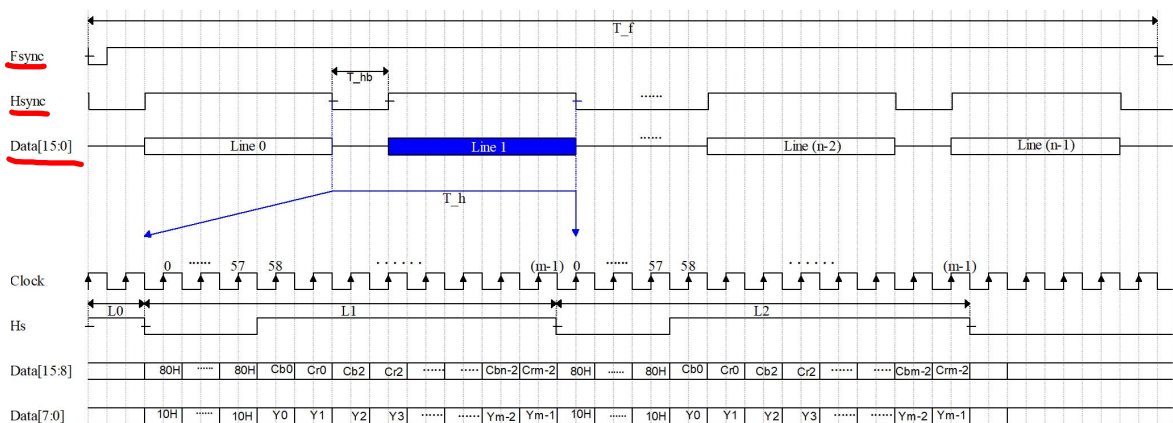 T_f
Fsync
T_hb
Hsync
......
Data[15:0] Line 0 Line 1 ...... Line (n-2) Line (n-1)
T_h
0 ...... 57 58 ...... (m-1) 0 ...... 57 58 ...... (m-1)
Clock
L0 L1 L2
Hs
Data[15:8] 80H ...... 80H Cb0 Cr0 Cb2 Cr2 ...... ...... Cbn-2 Crm-2 80H ...... 80H Cb0 Cr0 Cb2 Cr2 ...... ...... Cbm-2 Crm-2
Data[7:0] 10H ...... 10H Y0 Y1 Y2 Y3 ...... ...... Ym-2 Ym-1 10H ...... 10H Y0 Y1 Y2 Y3 ...... ...... Ym-2 Ym-1